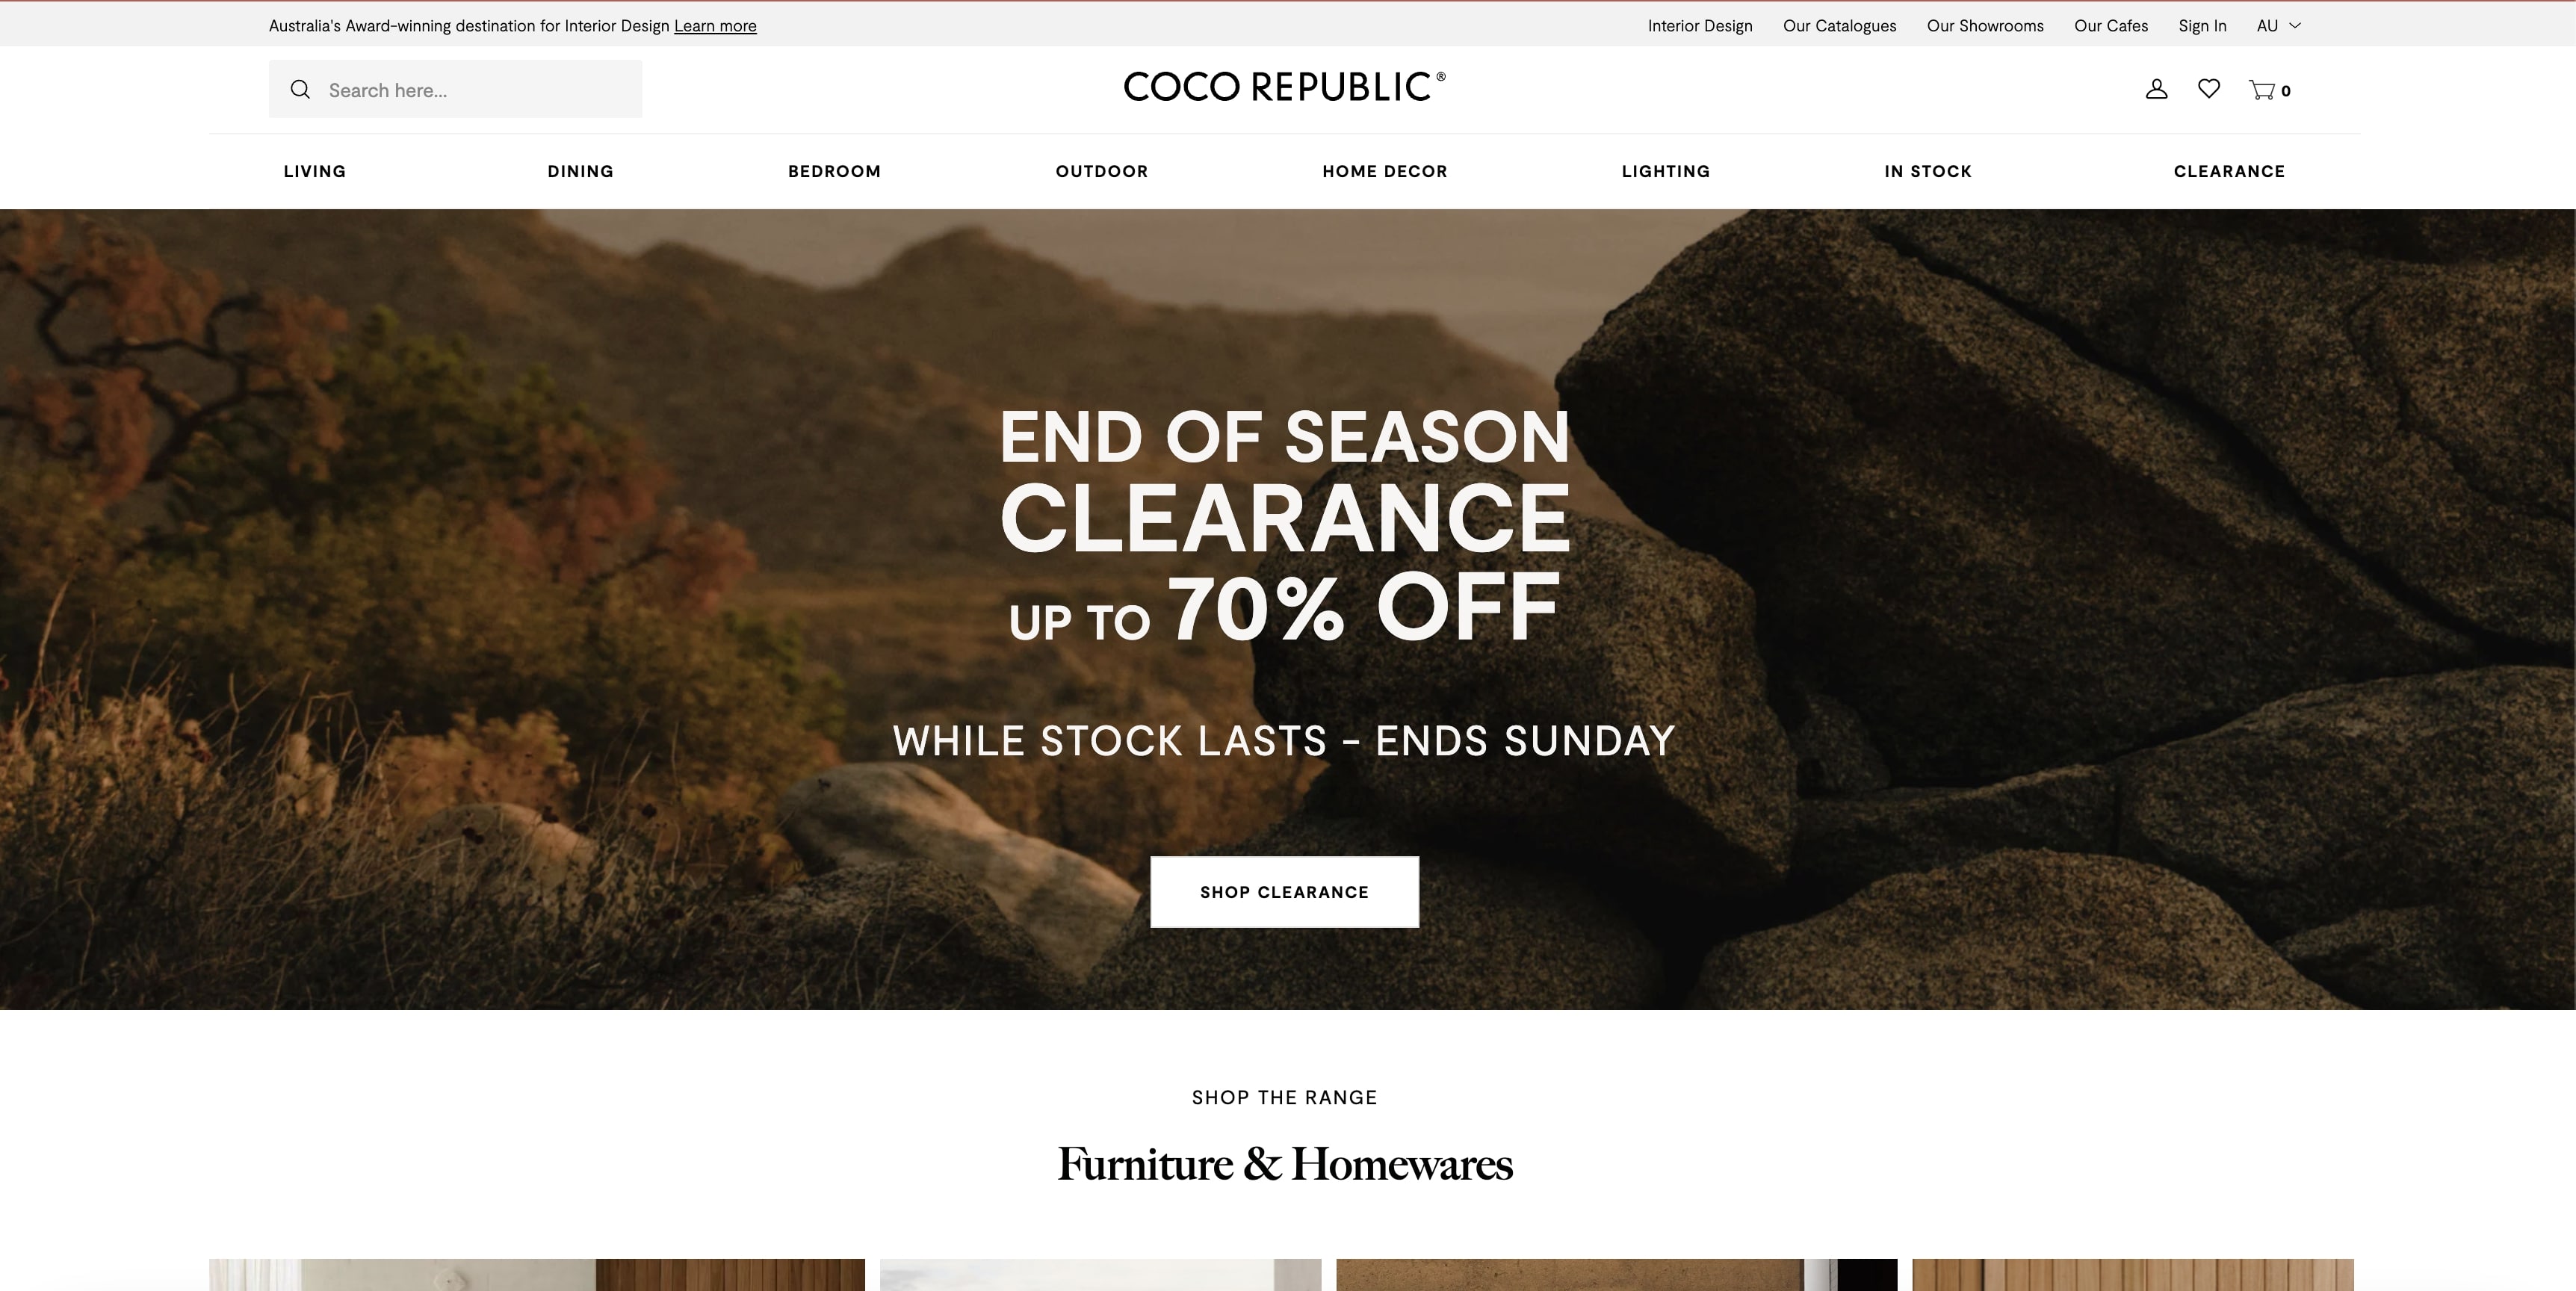 Australia's Award-winning destination for Interior Design Learn more
Interior Design Our Catalogues Our Showrooms Our Cafes Sign In AU
Search here...
COCO REPUBLIC®
0
LIVING DINING BEDROOM OUTDOOR HOME DECOR LIGHTING IN STOCK CLEARANCE
END OF SEASON
CLEARANCE
UP TO 70% OFF
WHILE STOCK LASTS - ENDS SUNDAY
SHOP CLEARANCE
SHOP THE RANGE
Furniture & Homewares